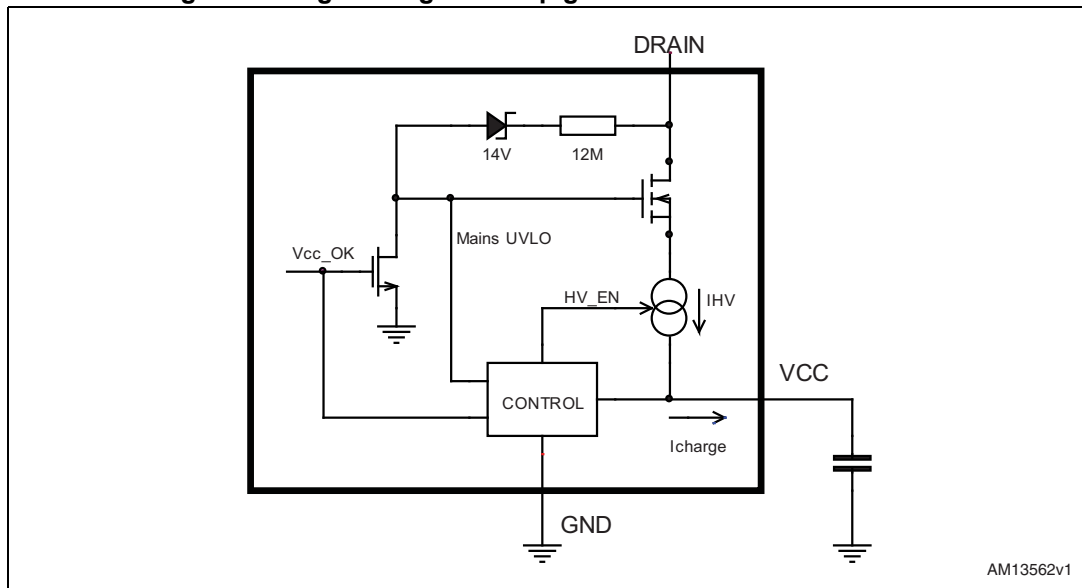 DRAIN
14V
12M
Mains UVLO
Vcc_OK
HV_EN
IHV
VCC
CONTROL
Icharge
GND
AM13562v1